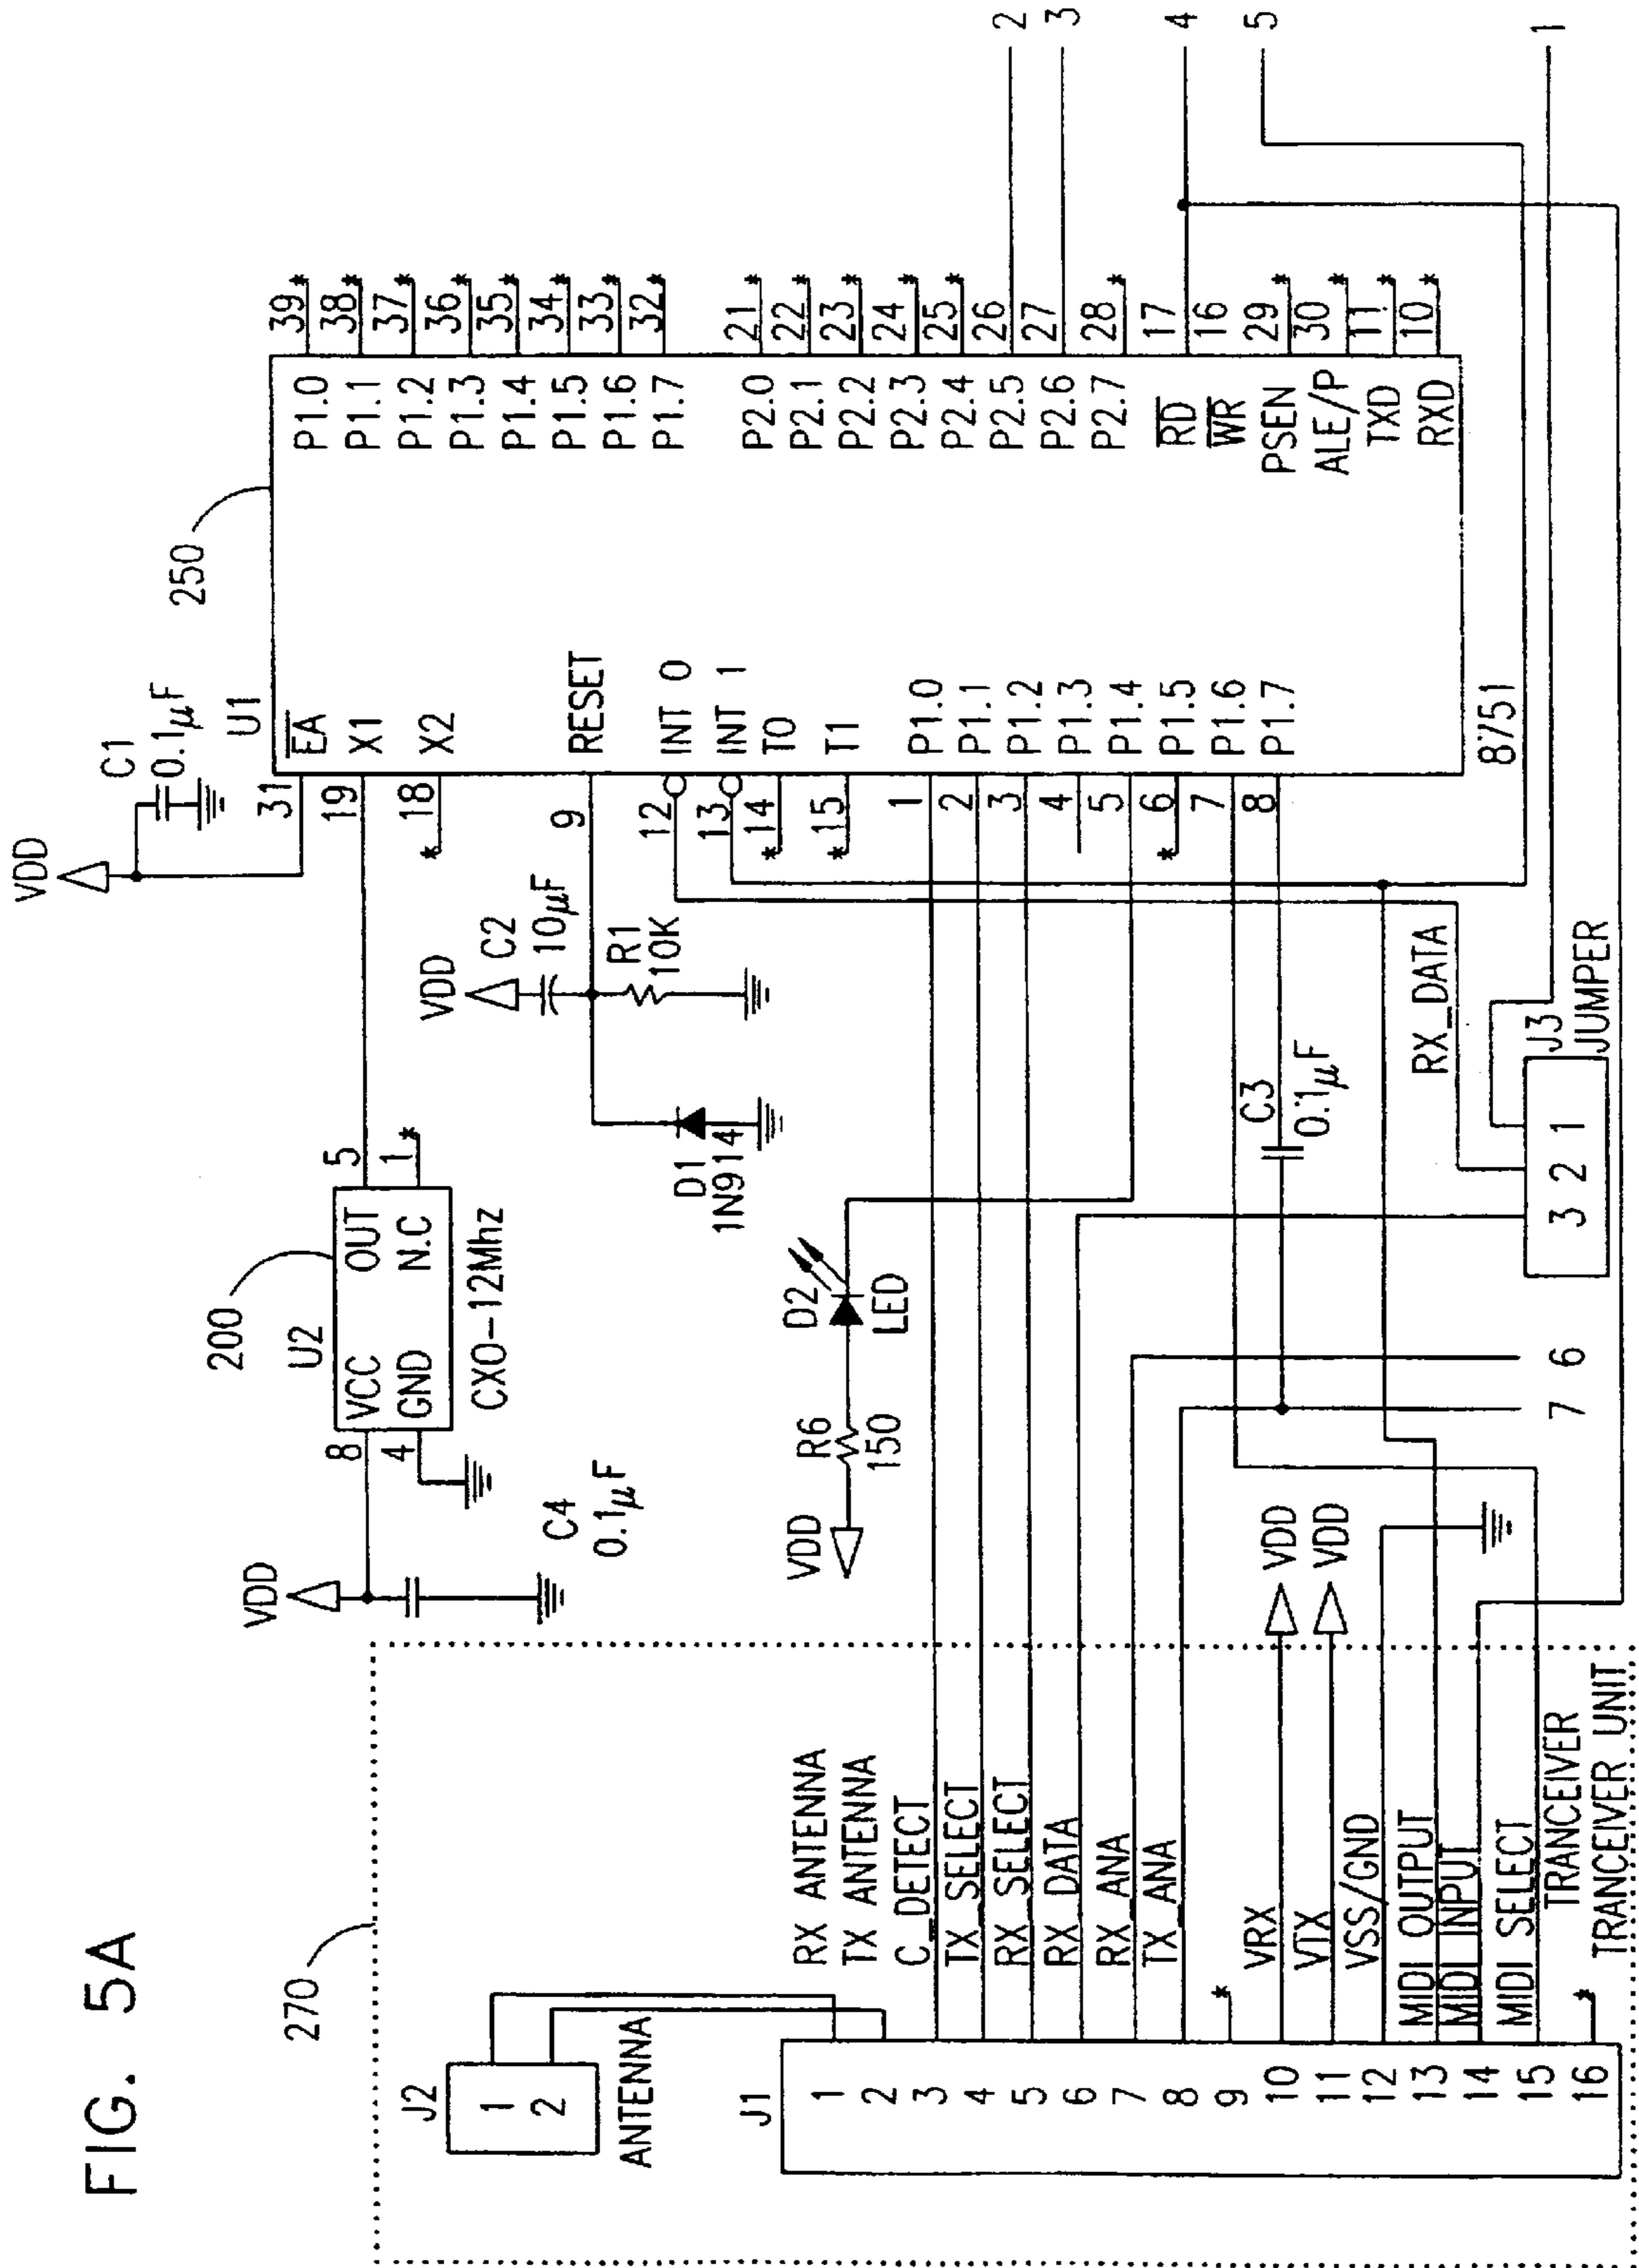 FIG. 5A
270
J2
1
2
ANTENNA
J1
1
2
3
4
5
6
7
8
9
10
11
12
13
14
15
16
RX ANTENNA
TX ANTENNA
C_DETECT
TX_SELECT
RX_SELECT
RX_DATA
RX_ANA
TX_ANA
*
VRX
VTX
VSS/GND
MIDI OUTPUT
MIDI INPUT
MIDI SELECT
*
TRANCEIVER
TRANCEIVER UNIT
VDD
VDD
VDD
C4
0.1µF
200
U2
8 VCC OUT 5
4 GND N.C 1 *
CXO-12Mhz
VDD
R6
150
D2
LED
7 6
VDD
C2
10µF
R1
10K
D1
1N914
C3
0.1µF
RX_DATA
3 2 1
J3
JUMPER
VDD
C1
0.1µF
U1
250
31 EA
19 X1
* 18 X2
9 RESET
12 INT 0
13 INT 1
* 14 TO
* 15 T1
1 P1.0
2 P1.1
3 P1.2
4 P1.3
5 P1.4
* 6 P1.5
7 P1.6
8 P1.7
8751
P1.0 39 *
P1.1 38 *
P1.2 37 *
P1.3 36 *
P1.4 35 *
P1.5 34 *
P1.6 33 *
P1.7 32 *
P2.0 21 *
P2.1 22 *
P2.2 23 *
P2.3 24 *
P2.4 25 *
P2.5 26
P2.6 27
P2.7 28 *
RD 17
WR 16
PSEN 29 *
ALE/P 30 *
TXD 11 *
RXD 10 *
2
3
4
5
1